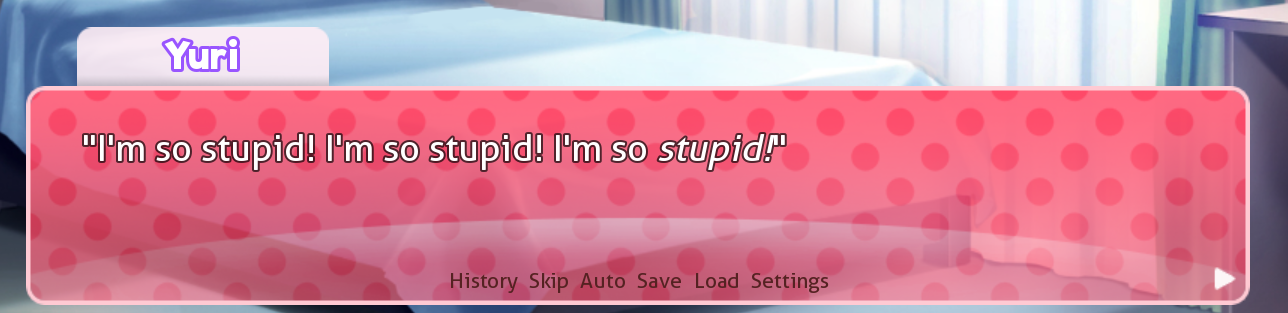 Yuri
"I'm so stupid! I'm so stupid! I'm so stupid!"
History Skip Auto Save Load Settings